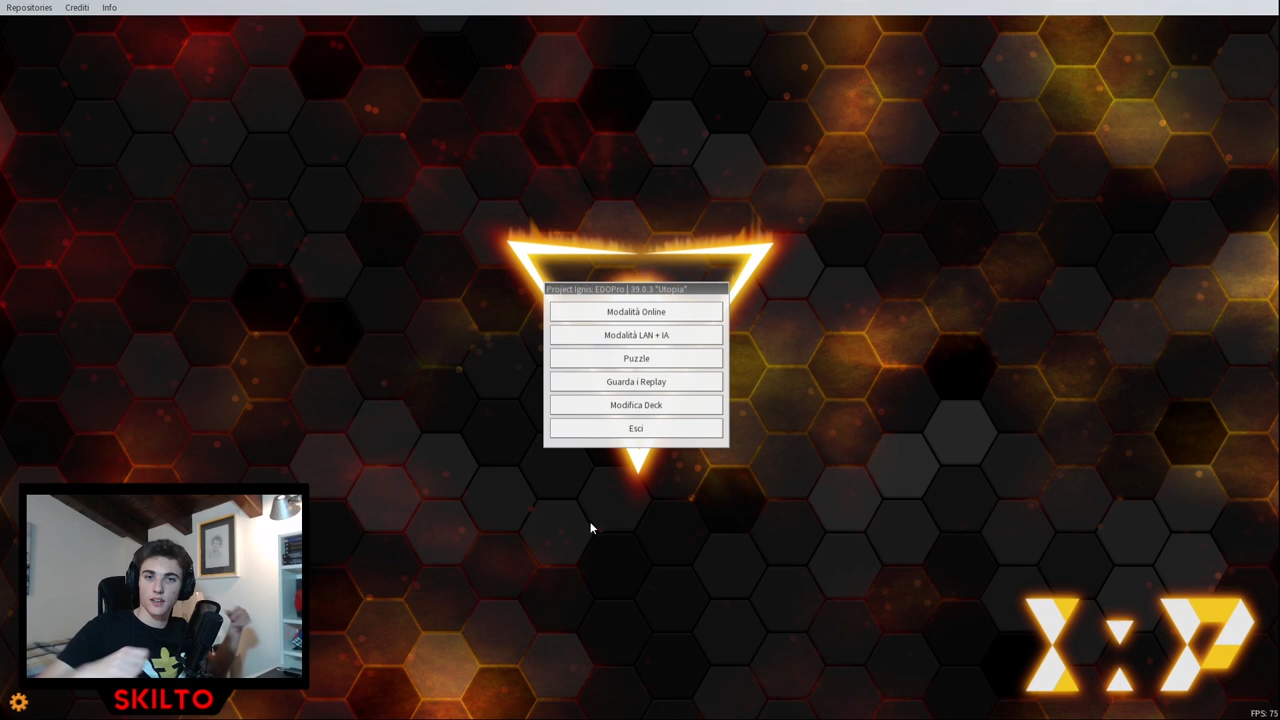 Repositories Crediti Info
Project Ignis: EDOPro | 39.0.3 "Utopia"
Modalità Online
Modalità LAN + IA
Puzzle
Guarda i Replay
Modifica Deck
Esci
SKILTO
X:P
FPS: 75